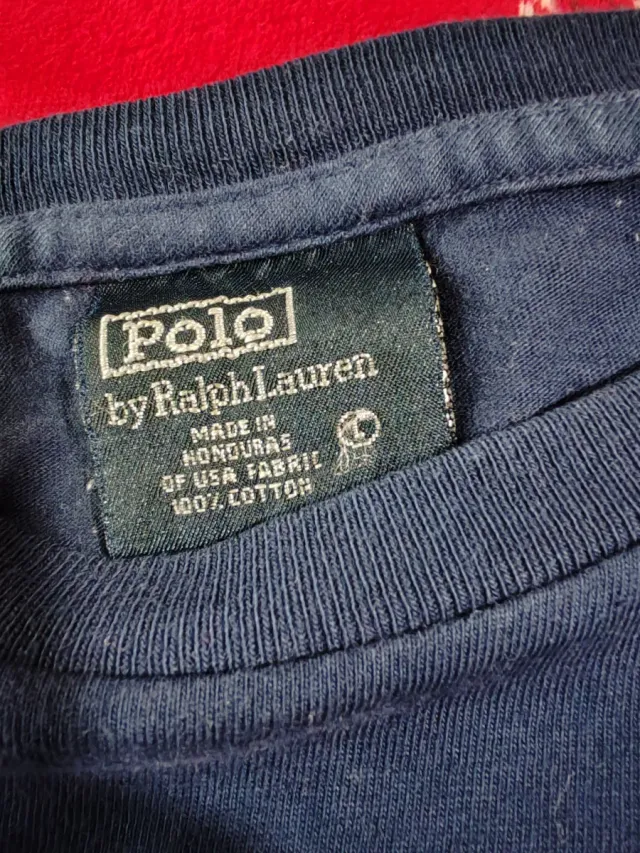 Polo
by Ralph Lauren
MADE IN
HONDURAS
OF USA FABRIC
100% COTTON
L